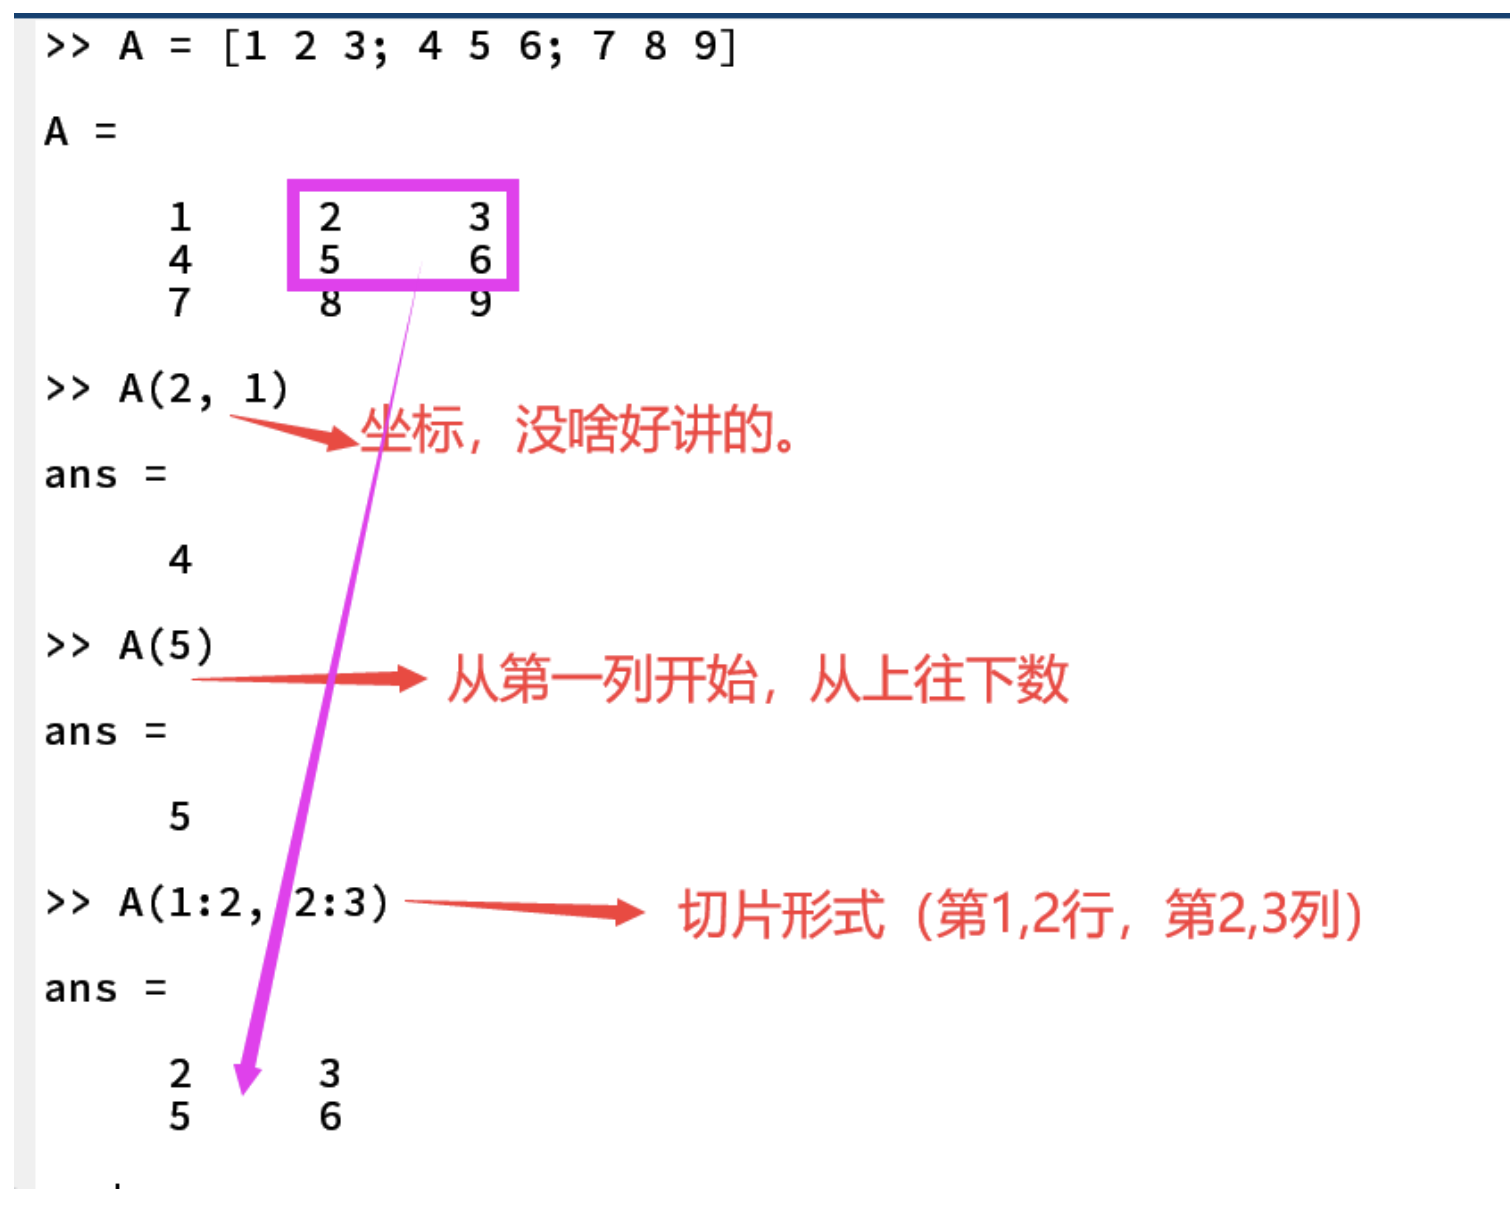 >> A = [1 2 3; 4 5 6; 7 8 9]
A =
1 2 3
4 5 6
7 8 9
>> A(2, 1)
坐标，没啥好讲的。
ans =
4
>> A(5)
从第一列开始，从上往下数
ans =
5
>> A(1:2, 2:3)
切片形式（第1,2行，第2,3列）
ans =
2 3
5 6